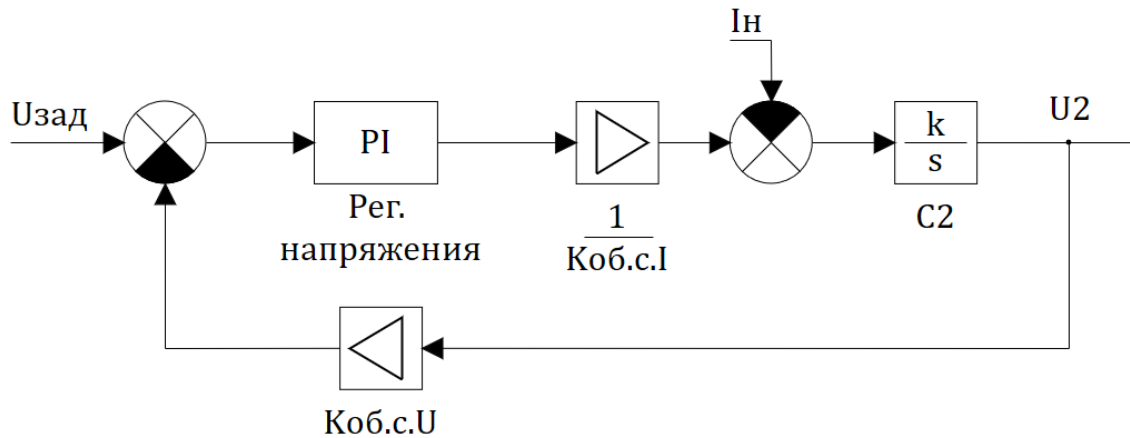 Iн
Uзад
U2
PI
k
s
Рег.
напряжения
1
Коб.с.I
C2
Коб.с.U